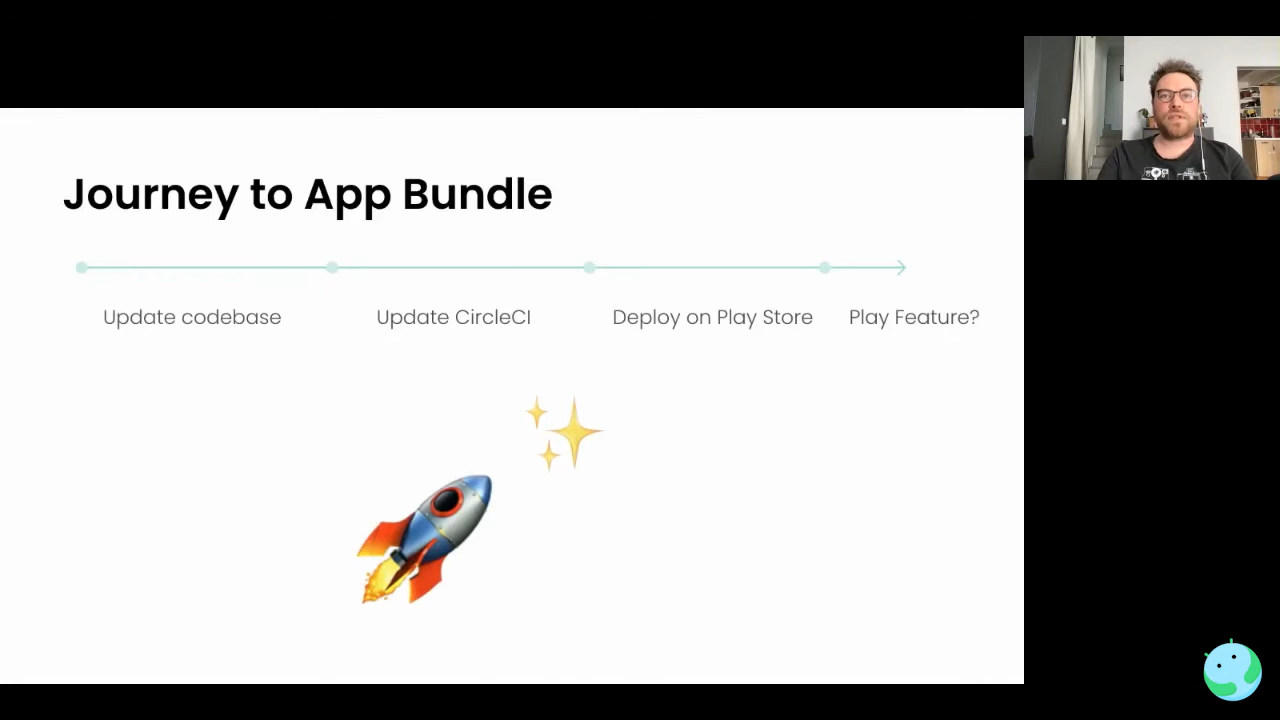 Journey to App Bundle
Update codebase
Update CircleCI
Deploy on Play Store
Play Feature?